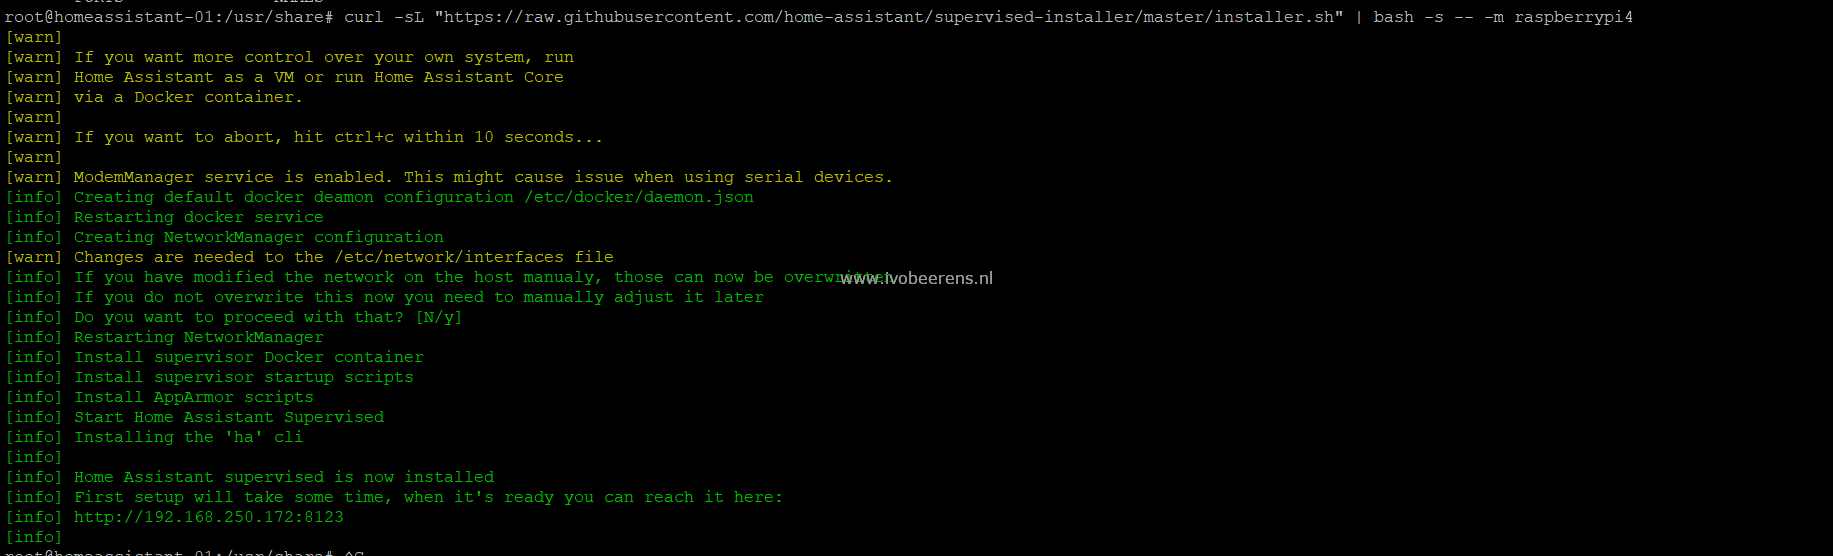 root@homeassistant-01:/usr/share# curl -sL "https://raw.githubusercontent.com/home-assistant/supervised-installer/master/installer.sh" | bash -s -- -m raspberrypi4
[warn]
[warn] If you want more control over your own system, run
[warn] Home Assistant as a VM or run Home Assistant Core
[warn] via a Docker container.
[warn]
[warn] If you want to abort, hit ctrl+c within 10 seconds...
[warn]
[warn] ModemManager service is enabled. This might cause issue when using serial devices.
[info] Creating default docker deamon configuration /etc/docker/daemon.json
[info] Restarting docker service
[info] Creating NetworkManager configuration
[warn] Changes are needed to the /etc/network/interfaces file
[info] If you have modified the network on the host manualy, those can now be overwritten
www.ivobeerens.nl
[info] If you do not overwrite this now you need to manually adjust it later
[info] Do you want to proceed with that? [N/y]
[info] Restarting NetworkManager
[info] Install supervisor Docker container
[info] Install supervisor startup scripts
[info] Install AppArmor scripts
[info] Start Home Assistant Supervised
[info] Installing the 'ha' cli
[info]
[info] Home Assistant supervised is now installed
[info] First setup will take some time, when it's ready you can reach it here:
[info] http://192.168.250.172:8123
[info]
root@homeassistant-01:/usr/share# ^C